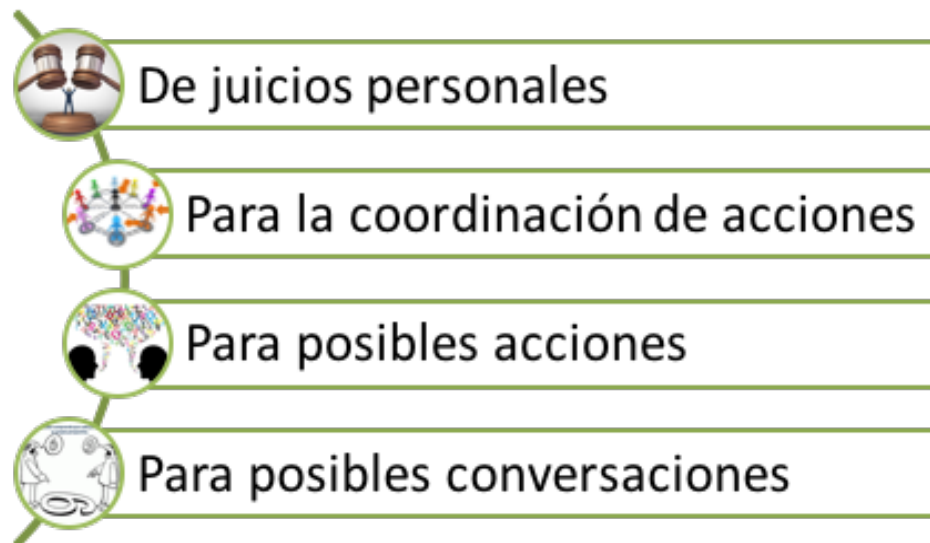 De juicios personales
Para la coordinación de acciones
Para posibles acciones
Para posibles conversaciones